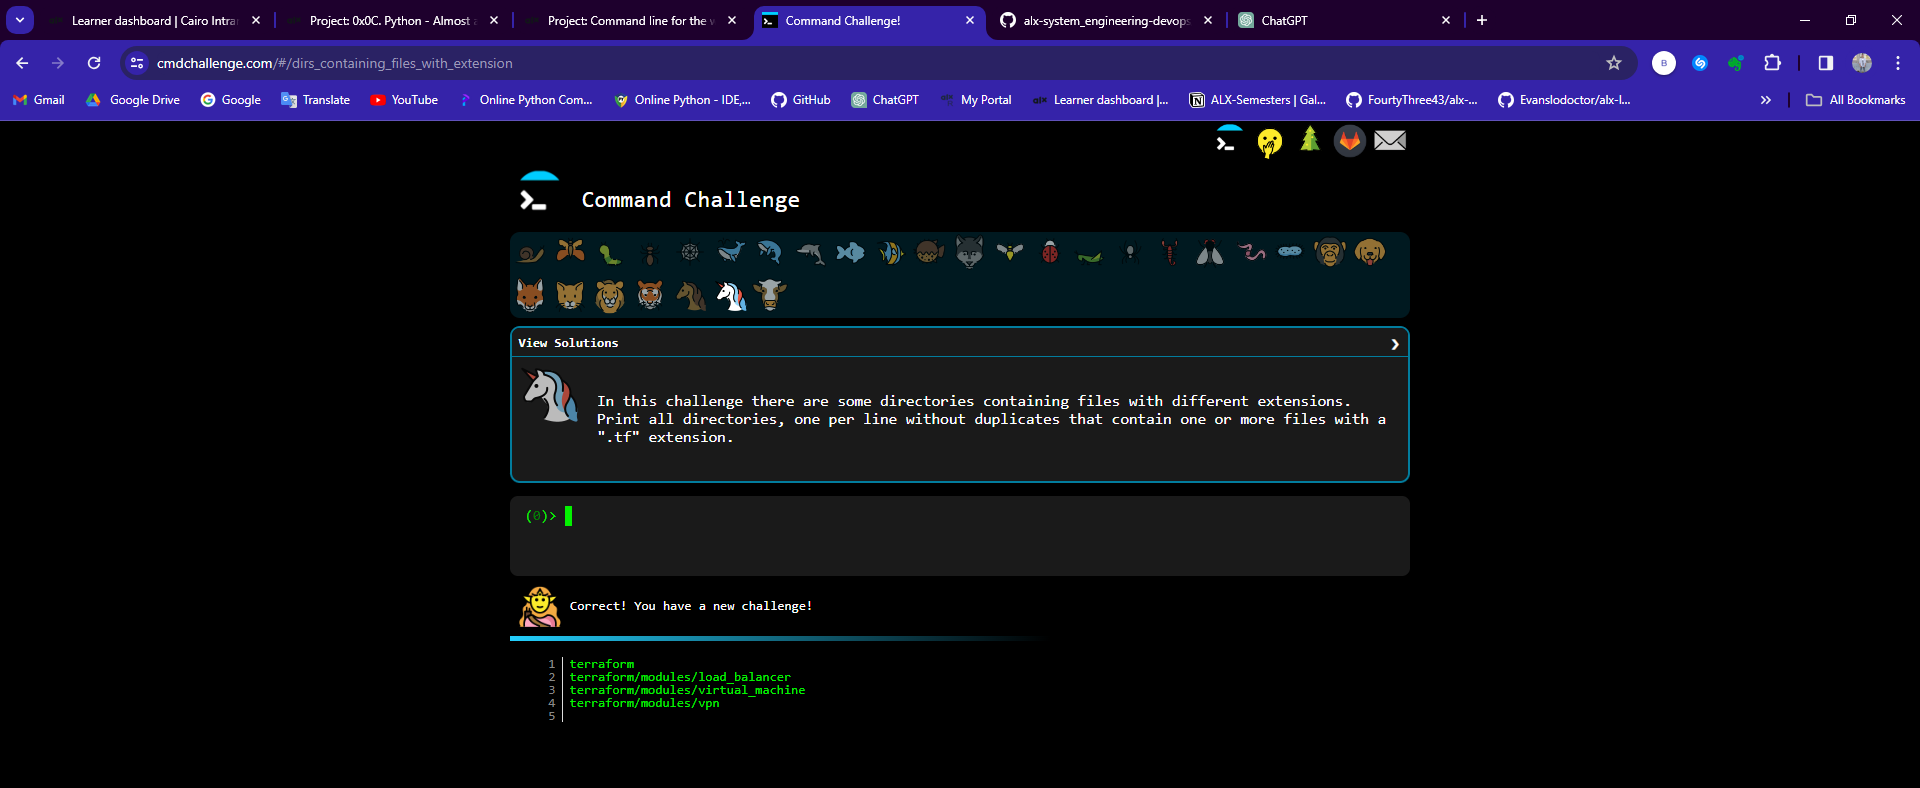 Learner dashboard | Cairo Intra
Project: 0x0C. Python - Almost a
Project: Command line for the w
Command Challenge!
alx-system_engineering-devops
ChatGPT
cmdchallenge.com/#/dirs_containing_files_with_extension
B
Gmail
Google Drive
Google
Translate
YouTube
Online Python Com...
Online Python - IDE,...
GitHub
ChatGPT
My Portal
Learner dashboard |...
ALX-Semesters | Gal...
FourtyThree43/alx-...
Evanslodoctor/alx-l...
All Bookmarks
Command Challenge
View Solutions
In this challenge there are some directories containing files with different extensions.
Print all directories, one per line without duplicates that contain one or more files with a
".tf" extension.
(0)>
Correct! You have a new challenge!
1 terraform
2 terraform/modules/load_balancer
3 terraform/modules/virtual_machine
4 terraform/modules/vpn
5